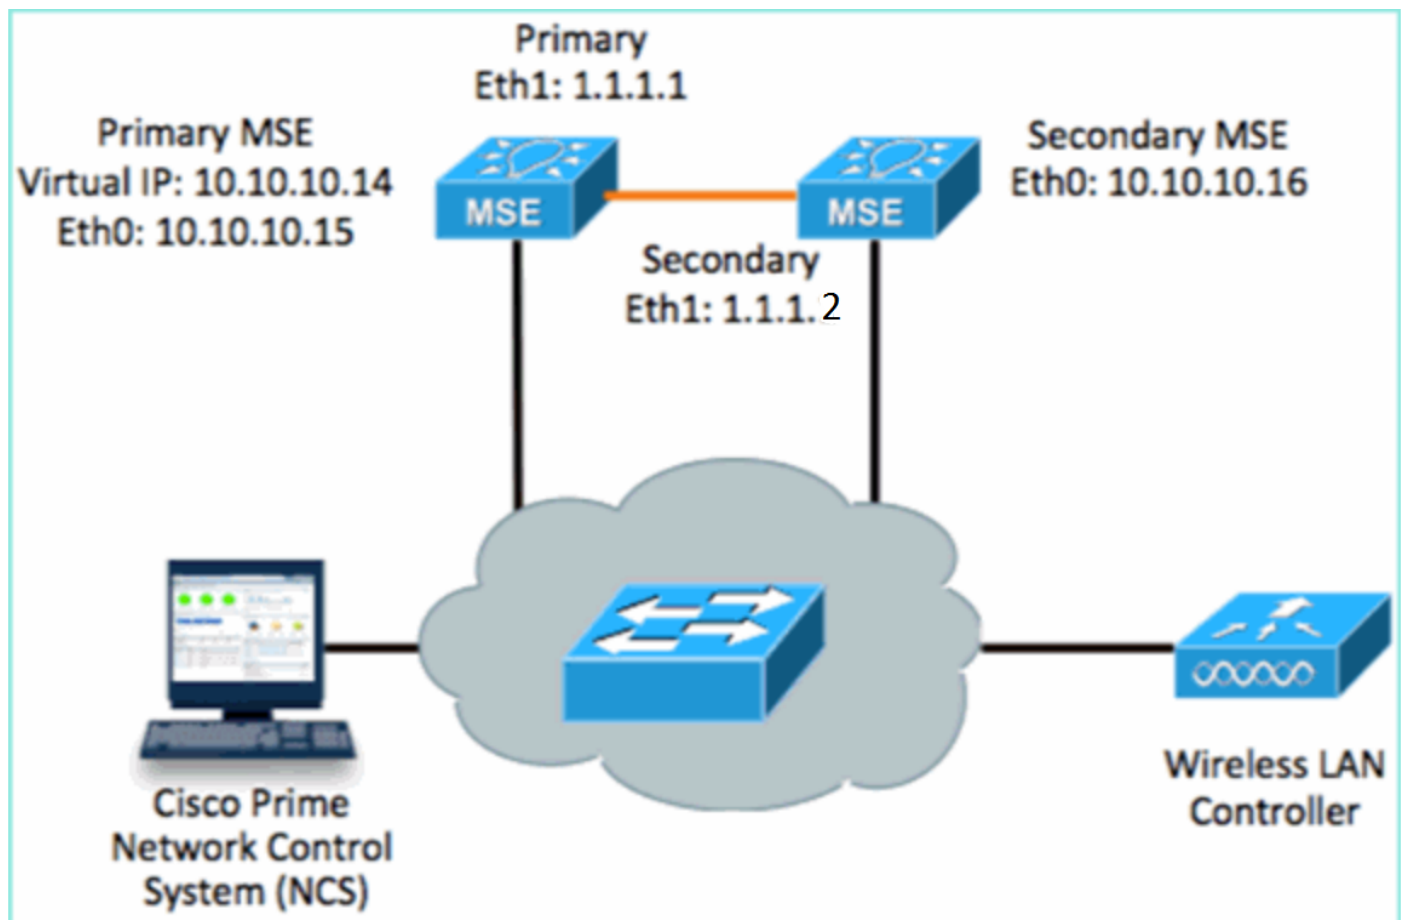 Primary
Eth1: 1.1.1.1
Primary MSE
Virtual IP: 10.10.10.14
Eth0: 10.10.10.15
Secondary MSE
Eth0: 10.10.10.16
MSE
MSE
Secondary
Eth1: 1.1.1.2
Cisco Prime
Network Control
System (NCS)
Wireless LAN
Controller